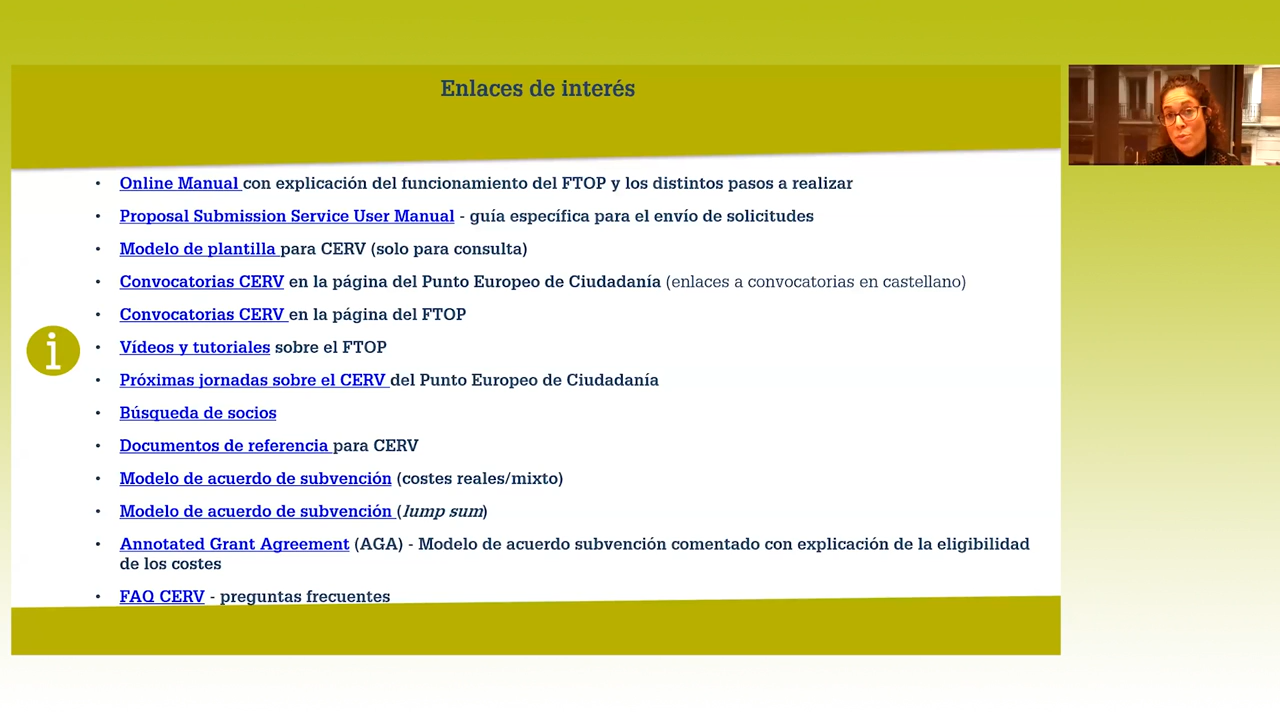 Enlaces de interés
• Online Manual con explicación del funcionamiento del FTOP y los distintos pasos a realizar
• Proposal Submission Service User Manual - guía específica para el envío de solicitudes
• Modelo de plantilla para CERV (solo para consulta)
• Convocatorias CERV en la página del Punto Europeo de Ciudadanía (enlaces a convocatorias en castellano)
• Convocatorias CERV en la página del FTOP
• Vídeos y tutoriales sobre el FTOP
• Próximas jornadas sobre el CERV del Punto Europeo de Ciudadanía
• Búsqueda de socios
• Documentos de referencia para CERV
• Modelo de acuerdo de subvención (costes reales/mixto)
• Modelo de acuerdo de subvención (lump sum)
• Annotated Grant Agreement (AGA) - Modelo de acuerdo subvención comentado con explicación de la eligibilidad
de los costes
• FAQ CERV - preguntas frecuentes